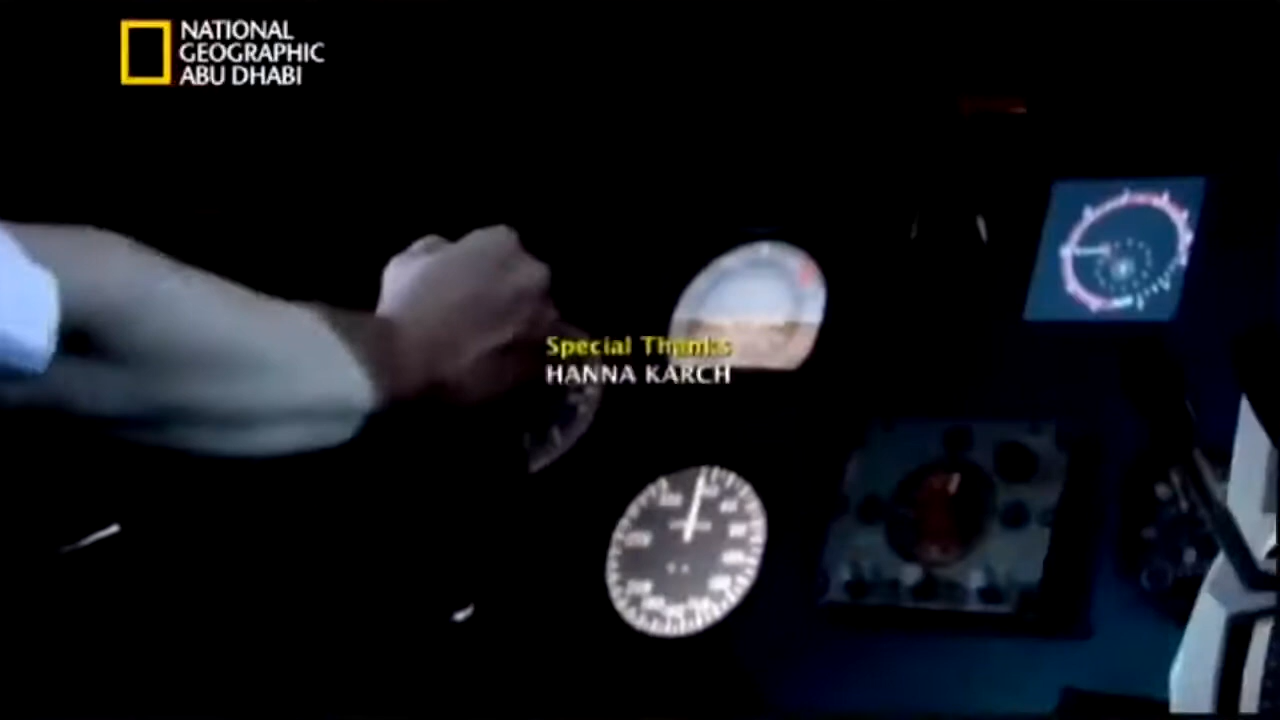 NATIONAL
GEOGRAPHIC
ABU DHABI
Special Thanks
HANNA KARCH